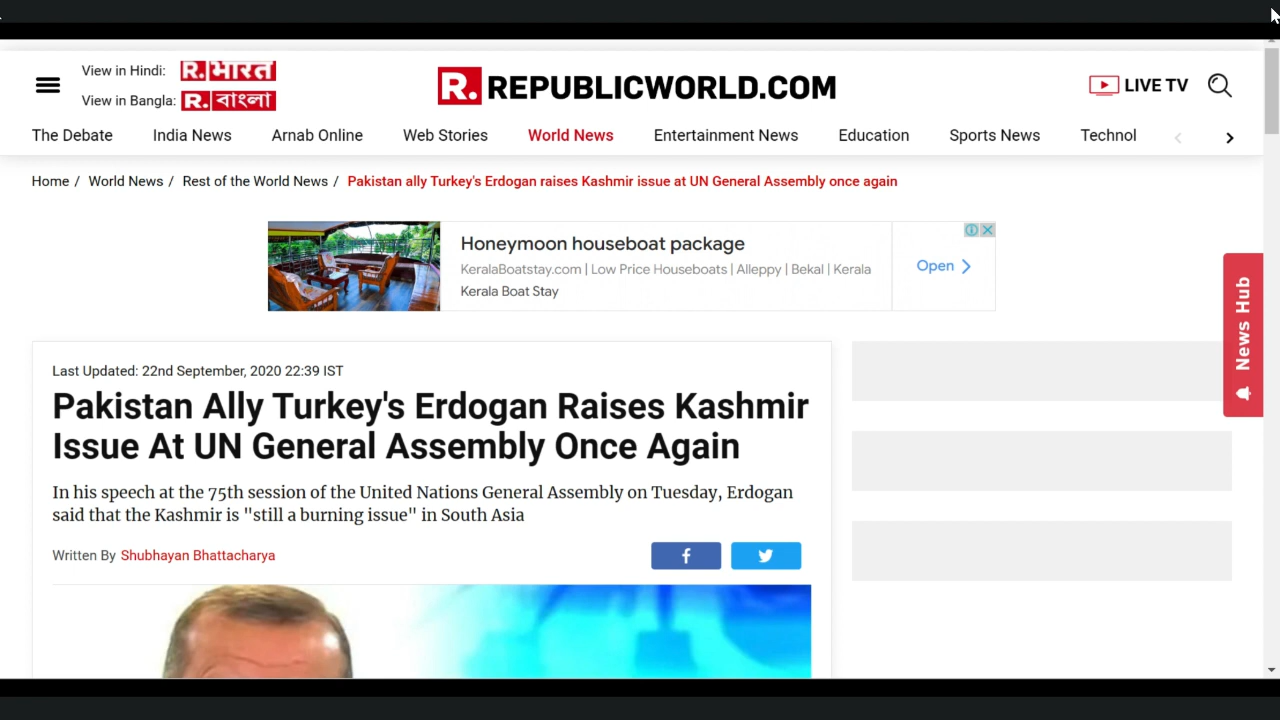 View in Hindi: R.भारत
View in Bangla: R.বাংলা
R. REPUBLICWORLD.COM
LIVE TV
The Debate India News Arnab Online Web Stories World News Entertainment News Education Sports News Technol
Home / World News / Rest of the World News / Pakistan ally Turkey's Erdogan raises Kashmir issue at UN General Assembly once again
Honeymoon houseboat package
KeralaBoatstay.com | Low Price Houseboats | Alleppy | Bekal | Kerala
Kerala Boat Stay
Open
News Hub
Last Updated: 22nd September, 2020 22:39 IST
Pakistan Ally Turkey's Erdogan Raises Kashmir
Issue At UN General Assembly Once Again
In his speech at the 75th session of the United Nations General Assembly on Tuesday, Erdogan
said that the Kashmir is "still a burning issue" in South Asia
Written By Shubhayan Bhattacharya